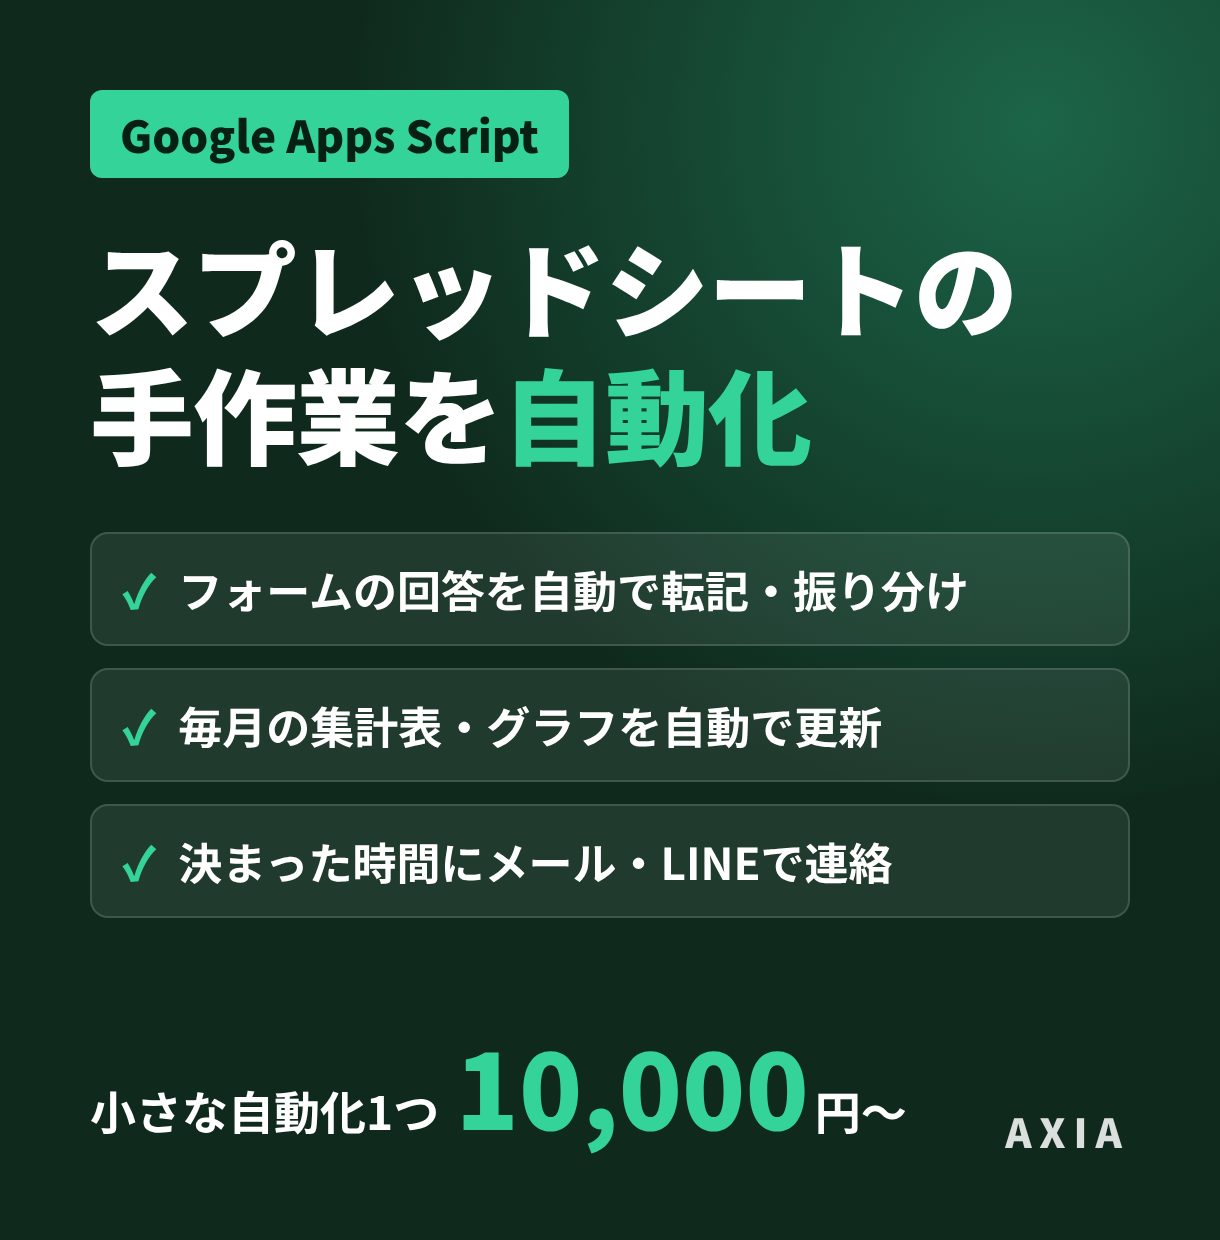 Google Apps Script
スプレッドシートの
手作業を自動化
✓ フォームの回答を自動で転記・振り分け
✓ 毎月の集計表・グラフを自動で更新
✓ 決まった時間にメール・LINEで連絡
小さな自動化1つ 10,000円〜
AXIA